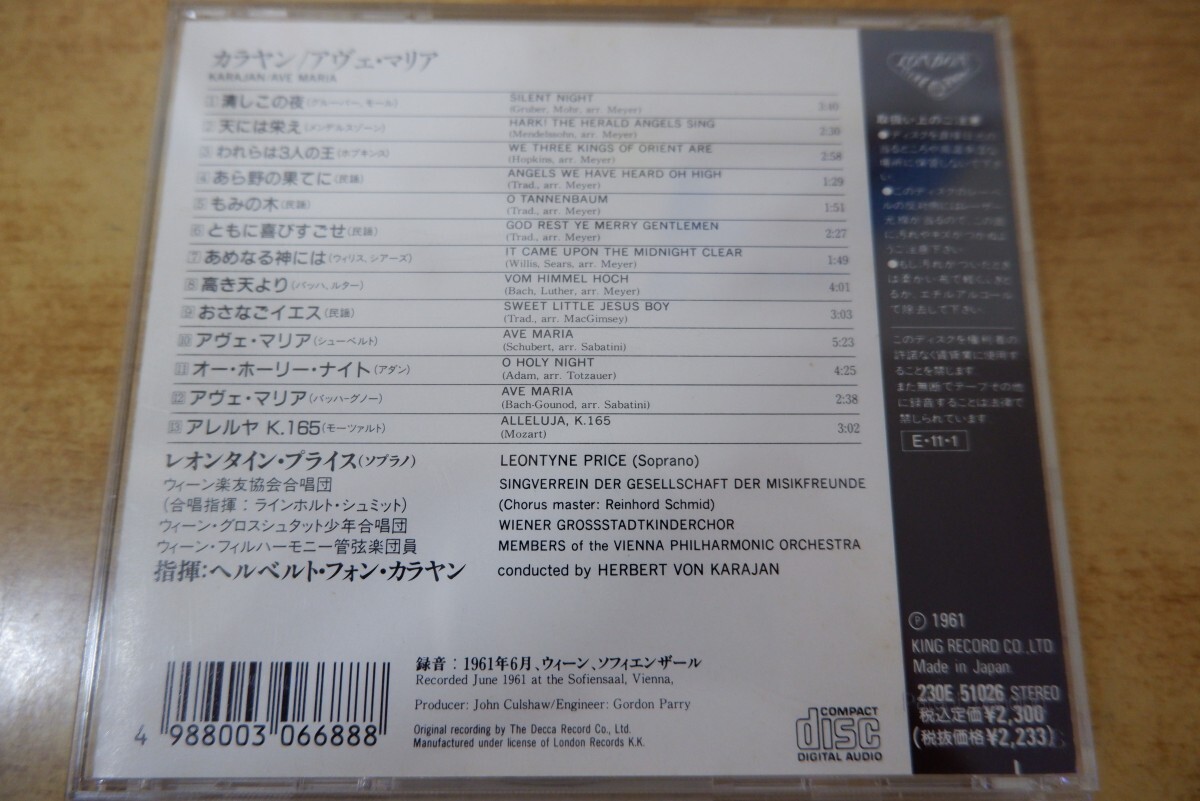 カラヤン/アヴェ・マリア
KARAJAN/AVE MARIA
1 清しこの夜(グルーバー、モール) SILENT NIGHT 3:40
(Gruber, Mohr, arr. Meyer)
2 天には栄え(メンデルスゾーン) HARK! THE HERALD ANGELS SING 2:36
(Mendelssohn, arr. Meyer)
3 われらは3人の王(ホプキンス) WE THREE KINGS OF ORIENT ARE 2:58
(Hopkins, arr. Meyer)
4 あら野の果てに(民謡) ANGELS WE HAVE HEARD OH HIGH 1:29
(Trad., arr. Meyer)
5 もみの木(民謡) O TANNENBAUM 1:51
(Trad., arr. Meyer)
6 ともに喜びすごせ(民謡) GOD REST YE MERRY GENTLEMEN 2:27
(Trad., arr. Meyer)
7 あめなる神には(ウィリス、シアーズ) IT CAME UPON THE MIDNIGHT CLEAR 1:49
(Willis, Sears, arr. Meyer)
8 高き天より(バッハ、ルター) VOM HIMMEL HOCH 4:01
(Bach, Luther, arr. Meyer)
9 おさなごイエス(民謡) SWEET LITTLE JESUS BOY 3:03
(Trad., arr. MacGimsey)
10 アヴェ・マリア(シューベルト) AVE MARIA 5:23
(Schubert, arr. Sabatini)
11 オー・ホーリー・ナイト(アダン) O HOLY NIGHT 4:25
(Adam, arr. Totzauer)
12 アヴェ・マリア(バッハ-グノー) AVE MARIA 2:38
(Bach-Gounod, arr. Sabatini)
13 アレルヤ K.165(モーツァルト) ALLELUJA, K.165 3:02
(Mozart)
レオンタイン・プライス(ソプラノ) LEONTYNE PRICE (Soprano)
ウィーン楽友協会合唱団 SINGVERREIN DER GESELLSCHAFT DER MISIKFREUNDE
(合唱指揮:ラインホルト・シュミット) (Chorus master: Reinhord Schmid)
ウィーン・グロスシュタット少年合唱団 WIENER GROSSSTADTKINDERCHOR
ウィーン・フィルハーモニー管弦楽団員 MEMBERS of the VIENNA PHILHARMONIC ORCHESTRA
指揮:ヘルベルト・フォン・カラヤン conducted by HERBERT VON KARAJAN
録音:1961年6月、ウィーン、ソフィエンザール
Recorded June 1961 at the Sofiensaal, Vienna,
Producer: John Culshaw/Engineer: Gordon Parry
Original recording by The Decca Record Co., Ltd.
Manufactured under license of London Records K.K.
4 988003 066888
COMPACT
disc
DIGITAL AUDIO
LONDON
取扱い上のご注意
このディスクを権利者の
許諾なく賃貸業に使用す
ることを禁じます。
また無断でテープその他
に録音することは法律で
禁じられています。
E・11・1
Ⓟ 1961
KING RECORD CO., LTD.
Made in Japan.
230E 51026 STEREO
税込定価¥2,300
(税抜価格¥2,233)